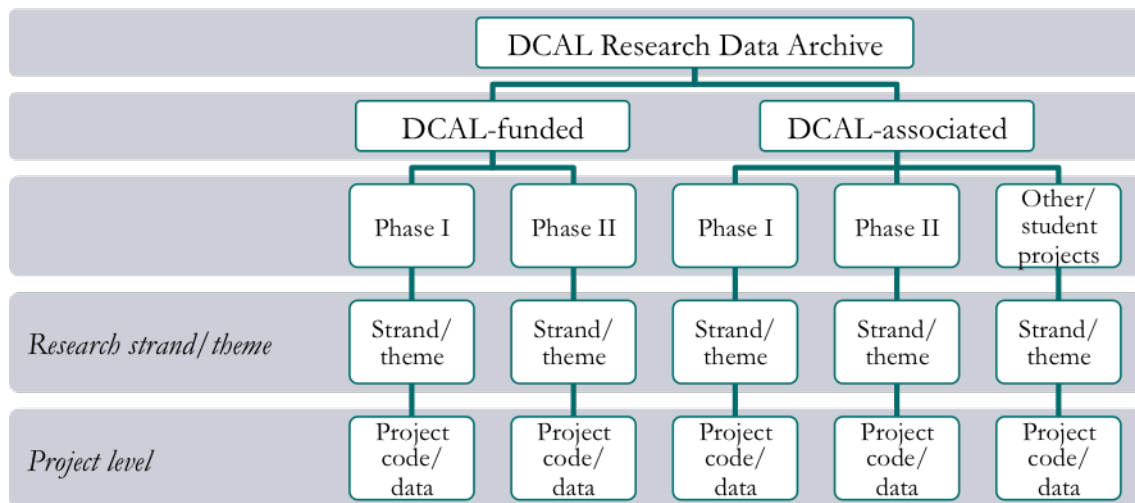 DCAL Research Data Archive
DCAL-funded
DCAL-associated
Phase I
Phase II
Phase I
Phase II
Other/
student
projects
Research strand/theme
Strand/
theme
Strand/
theme
Strand/
theme
Strand/
theme
Strand/
theme
Project level
Project
code/
data
Project
code/
data
Project
code/
data
Project
code/
data
Project
code/
data